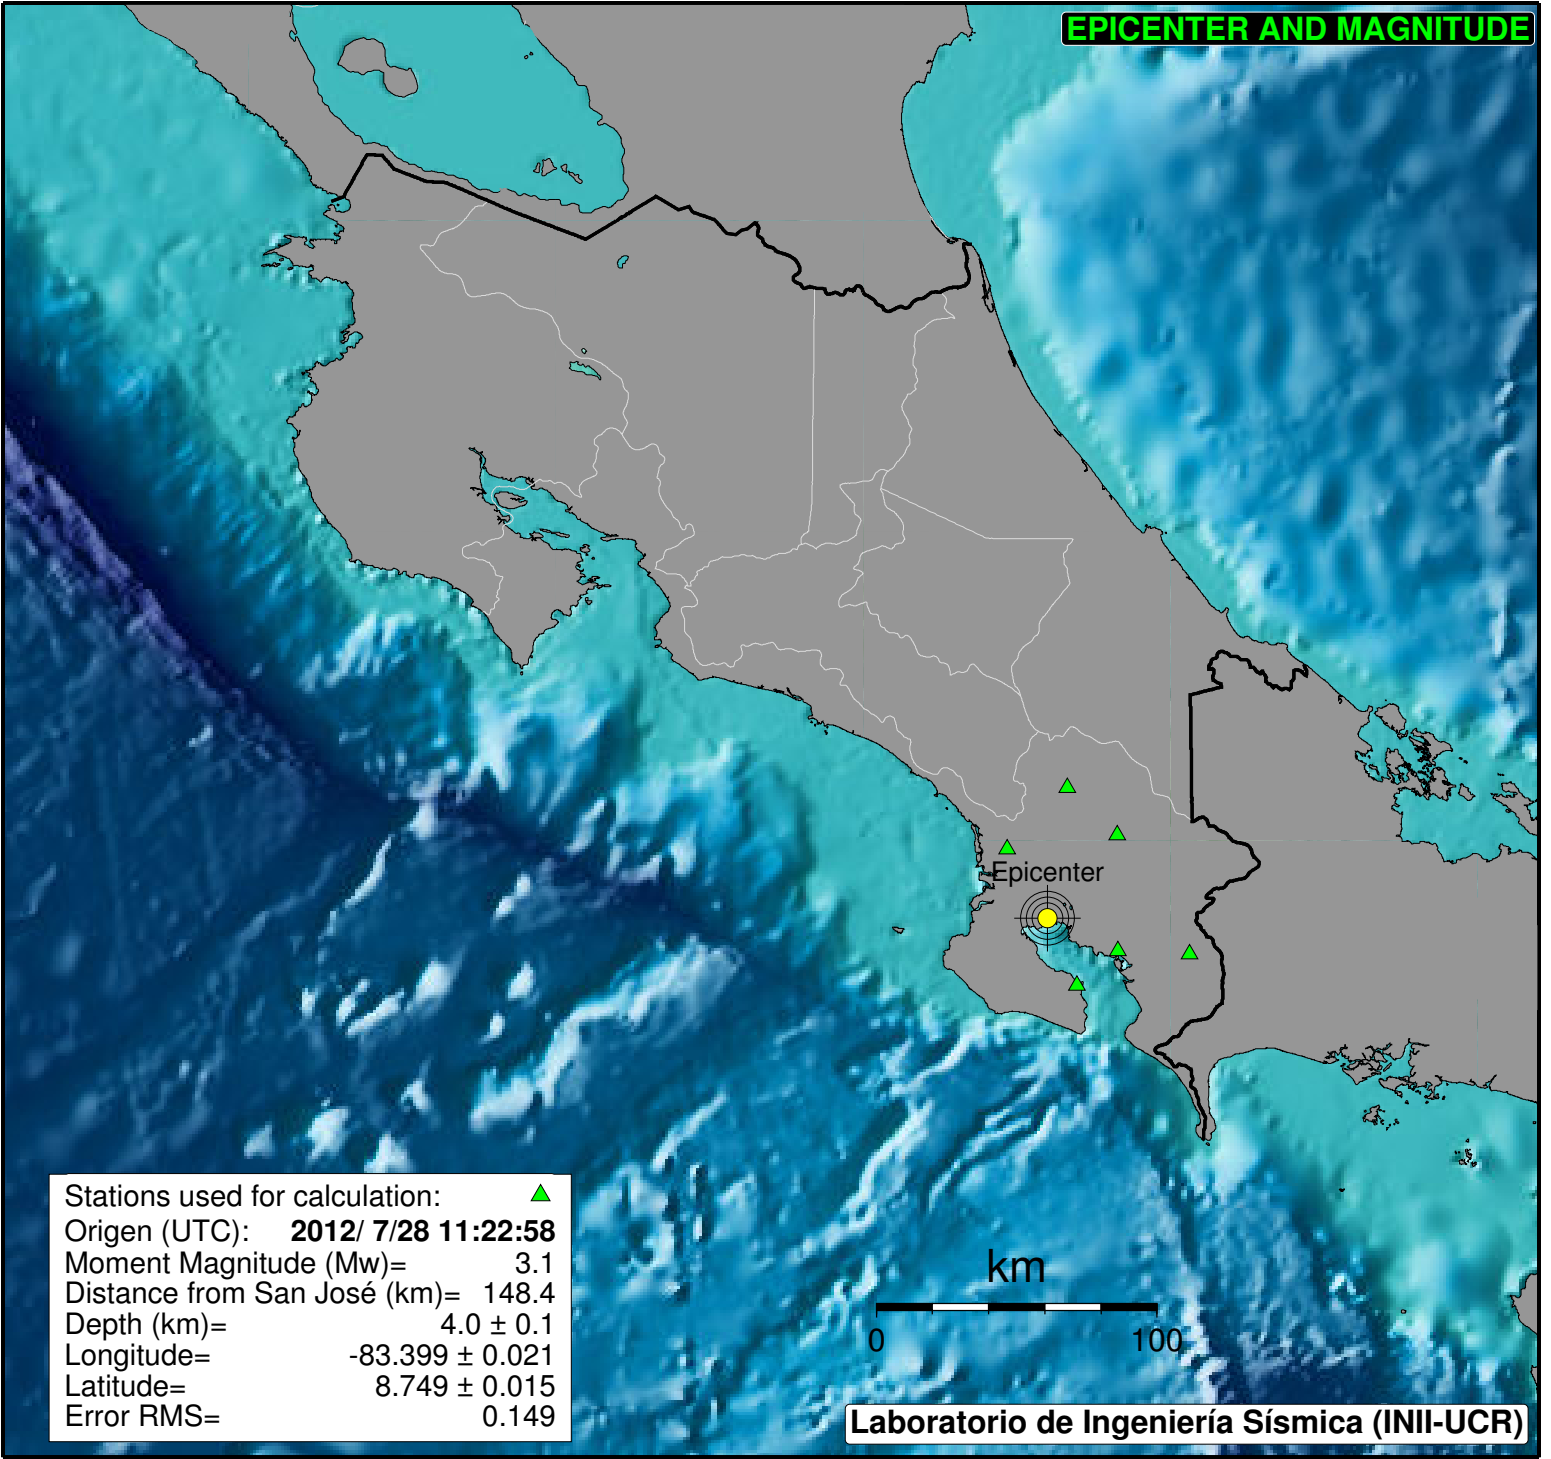 EPICENTER AND MAGNITUDE
Epicenter
Stations used for calculation:
Origen (UTC): 2012/ 7/28 11:22:58
Moment Magnitude (Mw)= 3.1
Distance from San José (km)= 148.4
Depth (km)= 4.0 ± 0.1
Longitude= -83.399 ± 0.021
Latitude= 8.749 ± 0.015
Error RMS= 0.149
km
0 100
Laboratorio de Ingeniería Sísmica (INII-UCR)